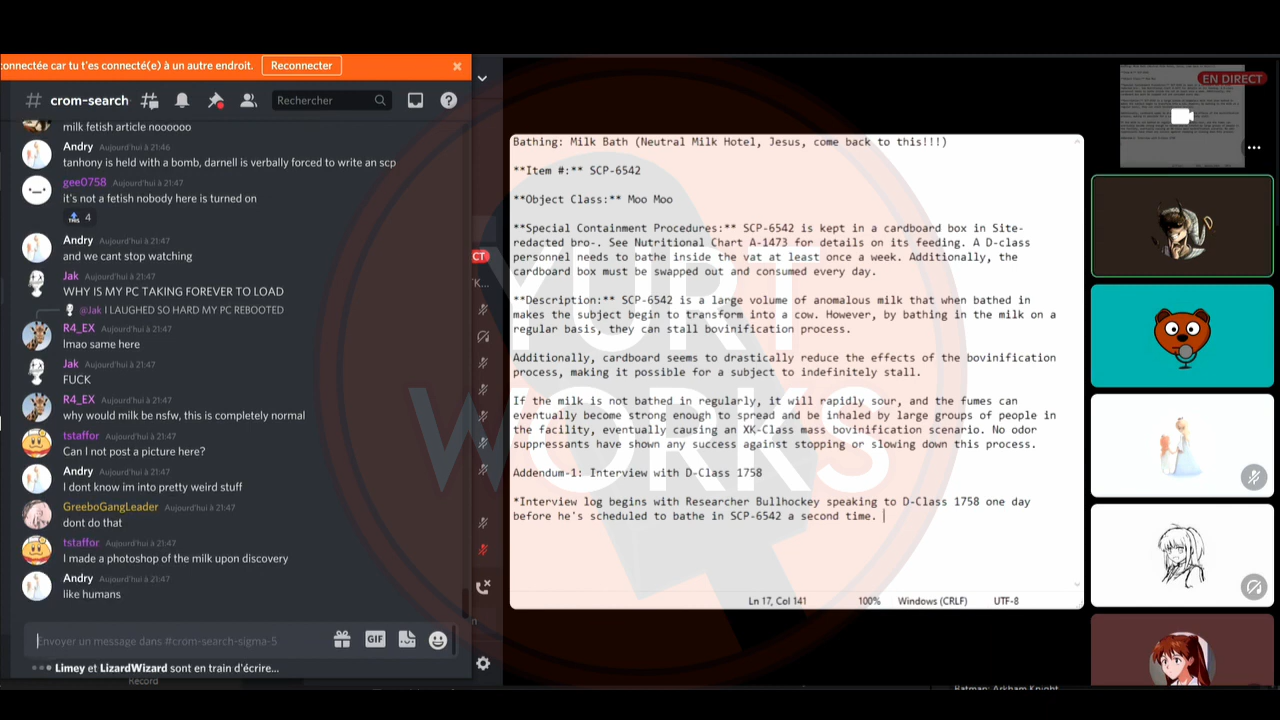 onnectée car tu t'es connecté(e) à un autre endroit.
Reconnecter
crom-search
Rechercher
milk fetish article noooooo
Andry Aujourd'hui à 21:46
tanhony is held with a bomb, darnell is verbally forced to write an scp
gee0758 Aujourd'hui à 21:47
it's not a fetish nobody here is turned on
4
Andry Aujourd'hui à 21:47
and we cant stop watching
Jak Aujourd'hui à 21:47
WHY IS MY PC TAKING FOREVER TO LOAD
@Jak I LAUGHED SO HARD MY PC REBOOTED
R4_EX Aujourd'hui à 21:47
lmao same here
Jak Aujourd'hui à 21:47
FUCK
R4_EX Aujourd'hui à 21:47
why would milk be nsfw, this is completely normal
tstaffor Aujourd'hui à 21:47
Can I not post a picture here?
Andry Aujourd'hui à 21:47
I dont know im into pretty weird stuff
GreeboGangLeader Aujourd'hui à 21:47
dont do that
tstaffor Aujourd'hui à 21:47
I made a photoshop of the milk upon discovery
Andry Aujourd'hui à 21:47
like humans
Envoyer un message dans #crom-search-sigma-5
GIF
Limey et LizardWizard sont en train d'écrire...
Record
CT
'K...
n
YURT
WORKS
Bathing: Milk Bath (Neutral Milk Hotel, Jesus, come back to this!!!)
**Item #:** SCP-6542
**Object Class:** Moo Moo
**Special Containment Procedures:** SCP-6542 is kept in a cardboard box in Site-
redacted bro-. See Nutritional Chart A-1473 for details on its feeding. A D-class
personnel needs to bathe inside the vat at least once a week. Additionally, the
cardboard box must be swapped out and consumed every day.
**Description:** SCP-6542 is a large volume of anomalous milk that when bathed in
makes the subject begin to transform into a cow. However, by bathing in the milk on a
regular basis, they can stall bovinification process.
Additionally, cardboard seems to drastically reduce the effects of the bovinification
process, making it possible for a subject to indefinitely stall.
If the milk is not bathed in regularly, it will rapidly sour, and the fumes can
eventually become strong enough to spread and be inhaled by large groups of people in
the facility, eventually causing an XK-Class mass bovinification scenario. No odor
suppressants have shown any success against stopping or slowing down this process.
Addendum-1: Interview with D-Class 1758
*Interview log begins with Researcher Bullhockey speaking to D-Class 1758 one day
before he's scheduled to bathe in SCP-6542 a second time.
Ln 17, Col 141
100%
Windows (CRLF)
UTF-8
EN DIRECT
Batman: Arkham Knight